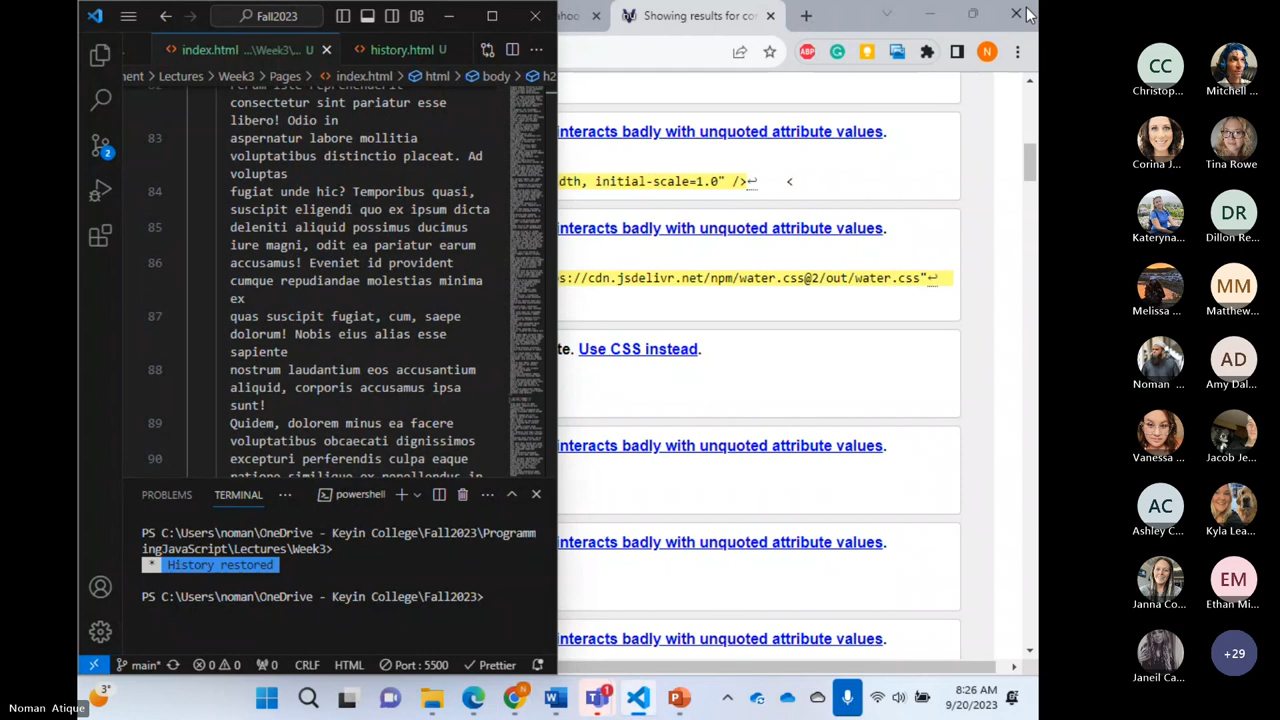 Fall2023
index.html ...\Week3\... U
history.html U
ment > Lectures > Week3 > Pages > index.html > html > body > h2
consectetur sint pariatur esse
libero! Odio in
83 aspernatur labore mollitia
voluptatibus distinctio placeat. Ad
voluptas
84 fugiat unde hic? Temporibus quasi,
suscipit eligendi quo ex ipsum dicta
85 deleniti aliquid possimus ducimus
iure magni, odit ea pariatur earum
86 accusamus! Eveniet id provident
cumque repudiandae molestias minima
ex
87 quas suscipit fugiat, cum, saepe
dolorum! Nobis eius alias esse
sapiente
88 nostrum laudantium eos accusantium
aliquid, corporis accusamus ipsa
sunt!
89 Quidem, dolorem minus ea facere
voluptatibus obcaecati dignissimos
90 excepturi perferendis culpa eaque
PROBLEMS TERMINAL ... powershell
PS C:\Users\noman\OneDrive - Keyin College\Fall2023\Programm
ingJavaScript\Lectures\Week3>
* History restored
PS C:\Users\noman\OneDrive - Keyin College\Fall2023>
main* 0 0 0 CRLF HTML Port : 5500 Prettier
2
ahoo
Showing results for con
ABP
N
interacts badly with unquoted attribute values.
dth, initial-scale=1.0" />↩ <
interacts badly with unquoted attribute values.
s://cdn.jsdelivr.net/npm/water.css@2/out/water.css"↩
te. Use CSS instead.
interacts badly with unquoted attribute values.
interacts badly with unquoted attribute values.
interacts badly with unquoted attribute values.
3°
1
8:26 AM
9/20/2023
Noman Atique
CC
Christop...
Mitchell ...
Corina J...
Tina Rowe
Kateryna...
DR
Dillon Re...
Melissa ...
MM
Matthew...
Noman ...
AD
Amy Dal...
Vanessa ...
Jacob Je...
AC
Ashley C...
Kyla Lea...
Janna Co...
EM
Ethan Mi...
Janeil Ca...
+29